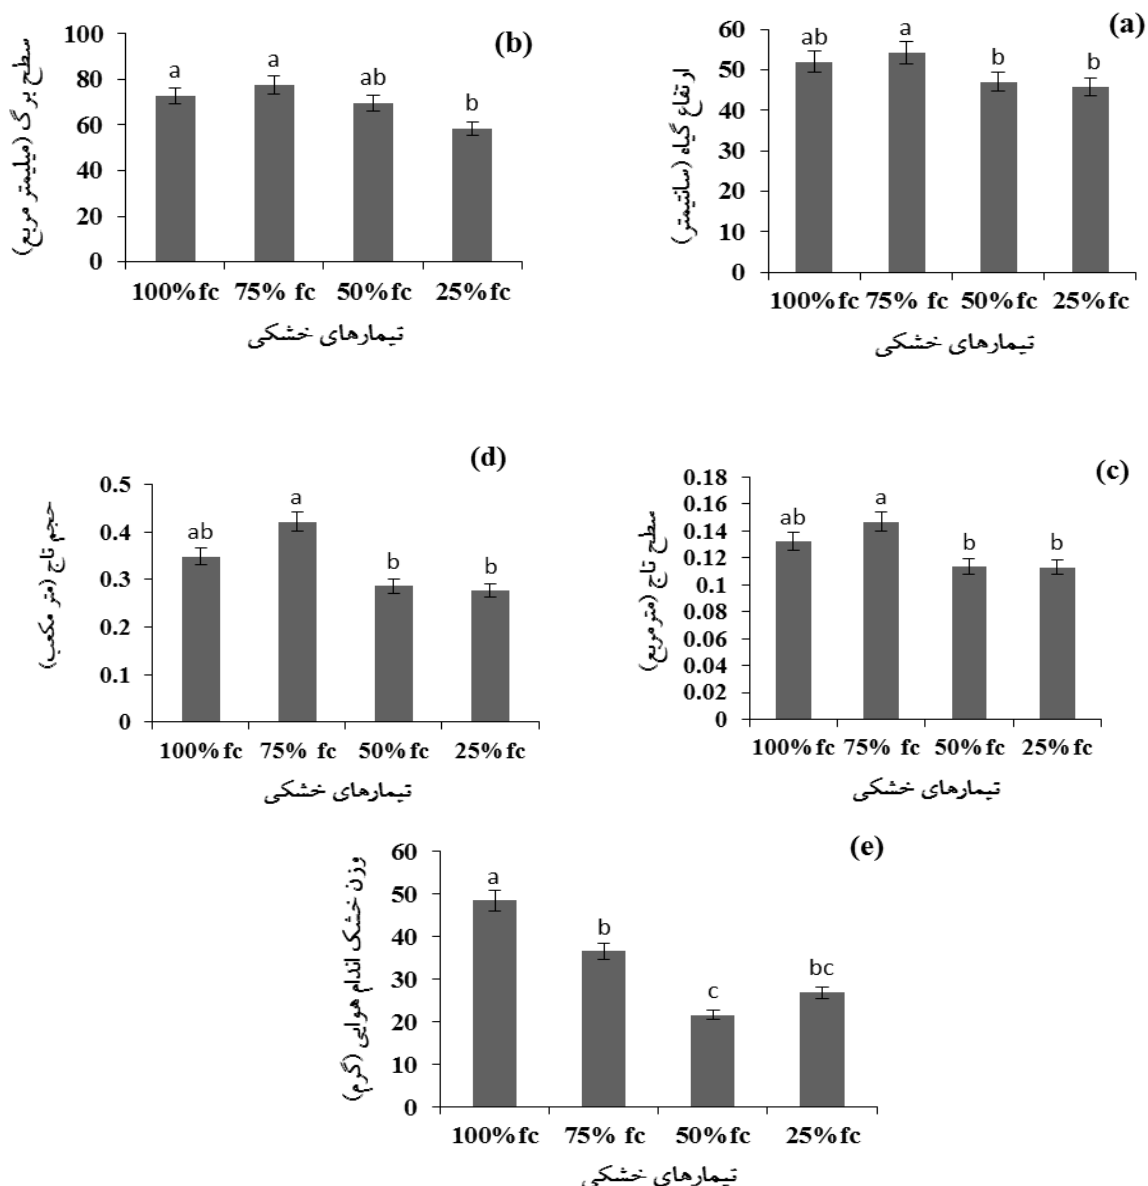 (a)
ارتفاع گیاه (سانتیمتر)
60
50
40
30
20
10
0
ab
a
b
b
100%fc 75% fc 50%fc 25%fc
تیمارهای خشکی
(b)
سطح برگ (میلیمتر مربع)
100
80
60
40
20
0
a
a
ab
b
100%fc 75% fc 50%fc 25%fc
تیمارهای خشکی
(c)
سطح تاج (مترمربع)
0.18
0.16
0.14
0.12
0.1
0.08
0.06
0.04
0.02
0
ab
a
b
b
100%fc 75% fc 50%fc 25%fc
تیمارهای خشکی
(d)
حجم تاج (متر مکعب)
0.5
0.4
0.3
0.2
0.1
0
ab
a
b
b
100%fc 75% fc 50%fc 25%fc
تیمارهای خشکی
(e)
وزن خشک اندام هوایی (گرم)
60
50
40
30
20
10
0
a
b
c
bc
100%fc 75% fc 50%fc 25%fc
تیمارهای خشکی